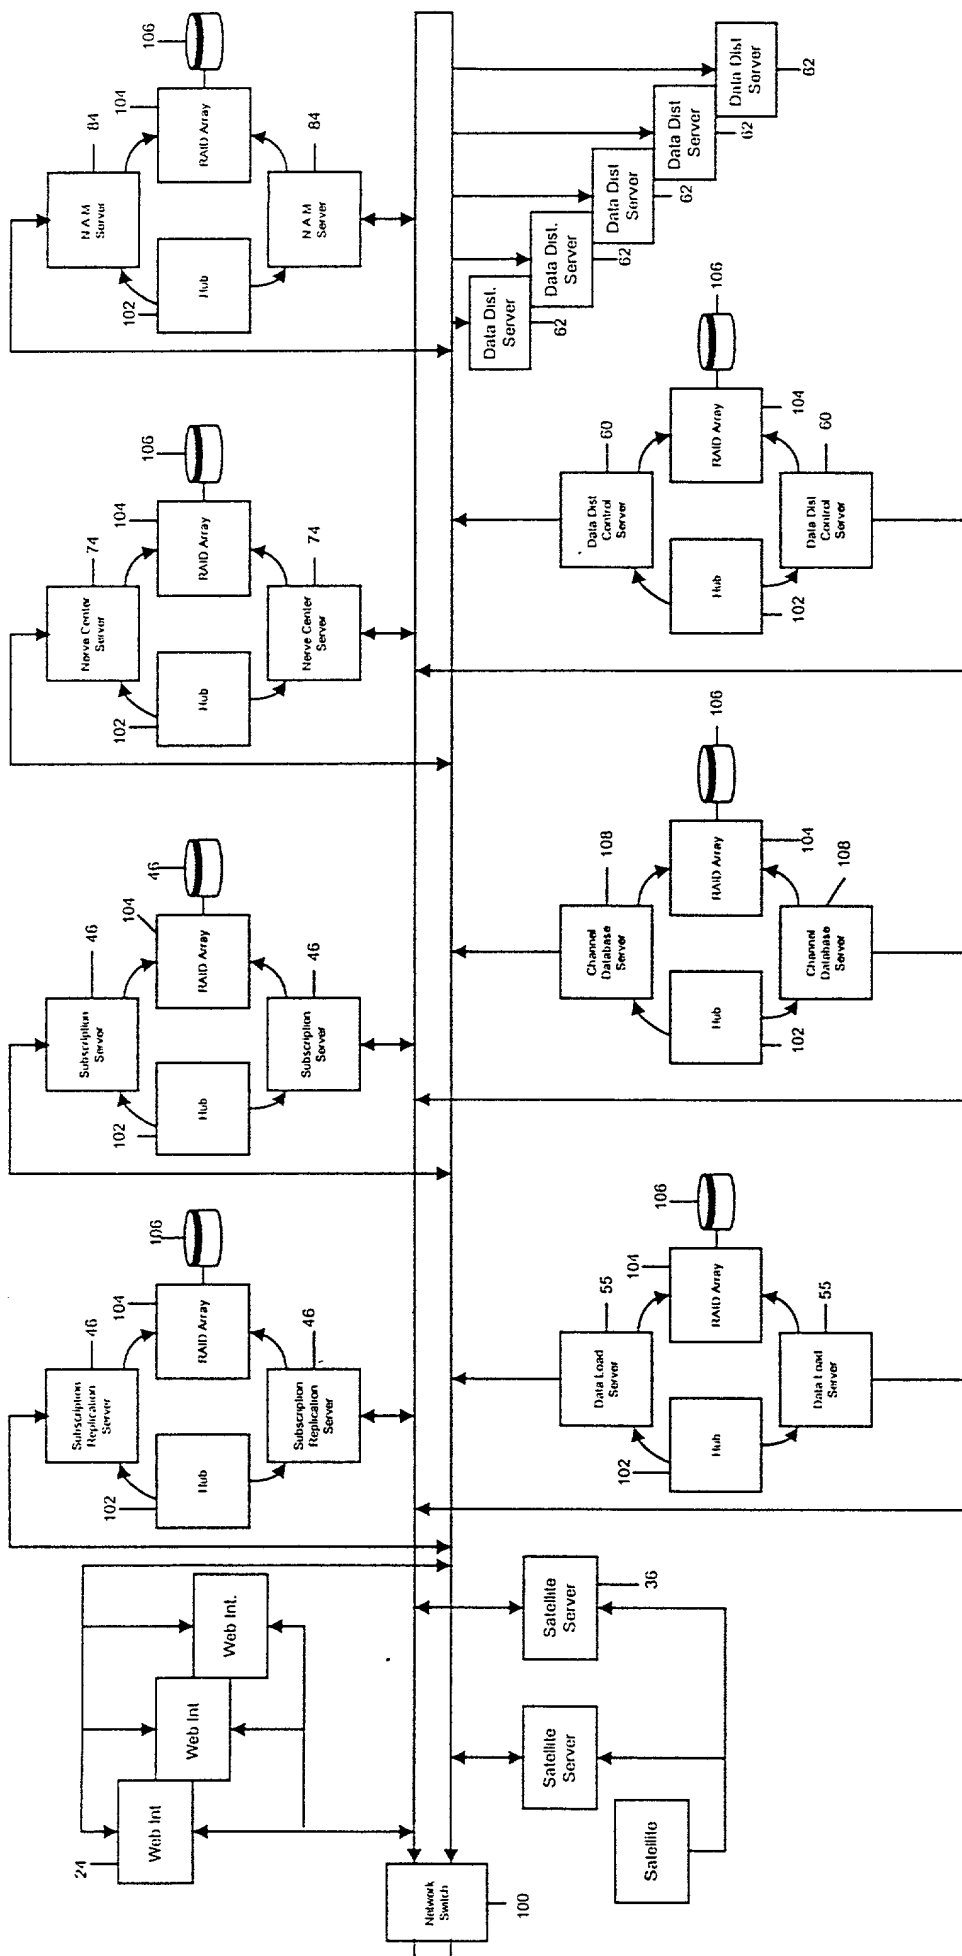 24
Web Int
Web Int
Web Int.
102
Hub
Subscription
Replication
Server
46
Subscription
Replication
Server
46
104
RAID Array
106
102
Hub
Subscription
Server
46
Subscription
Server
46
104
RAID Array
46
102
Hub
Nerve Center
Server
74
Nerve Center
Server
74
104
RAID Array
106
102
Hub
N A M
Server
84
N A M
Server
84
104
RAID Array
106
Network
Switch
100
Satellite
Satellite
Server
Satellite
Server
36
102
Hub
Data Load
Server
55
Data Load
Server
55
104
RAID Array
106
102
Hub
Channel
Database
Server
108
Channel
Database
Server
108
104
RAID Array
106
102
Hub
Data Dist
Control
Server
60
Data Dist
Control
Server
60
104
RAID Array
106
Data Dist.
Server
62
Data Dist.
Server
62
Data Dist
Server
62
Data Dist
Server
62
Data Dist
Server
62